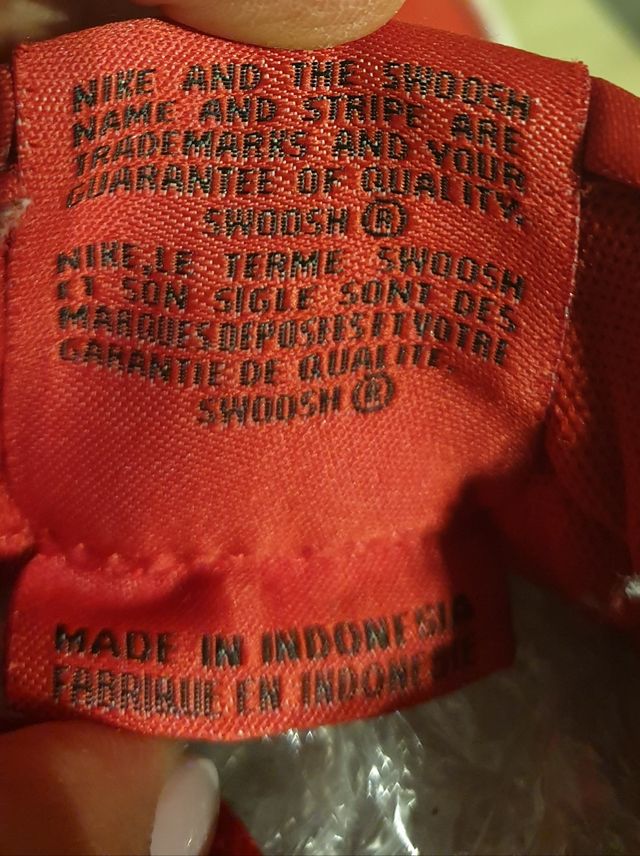 NIKE AND THE SWOOSH
NAME AND STRIPE ARE
TRADEMARKS AND YOUR
GUARANTEE OF QUALITY.
SWOOSH ®
NIKE,LE TERME SWOOSH
ET SON SIGLE SONT DES
MARQUES DEPOSEES ET VOTRE
GARANTIE DE QUALITE.
SWOOSH ®
MADE IN INDONESIA
FABRIQUE EN INDONESIE